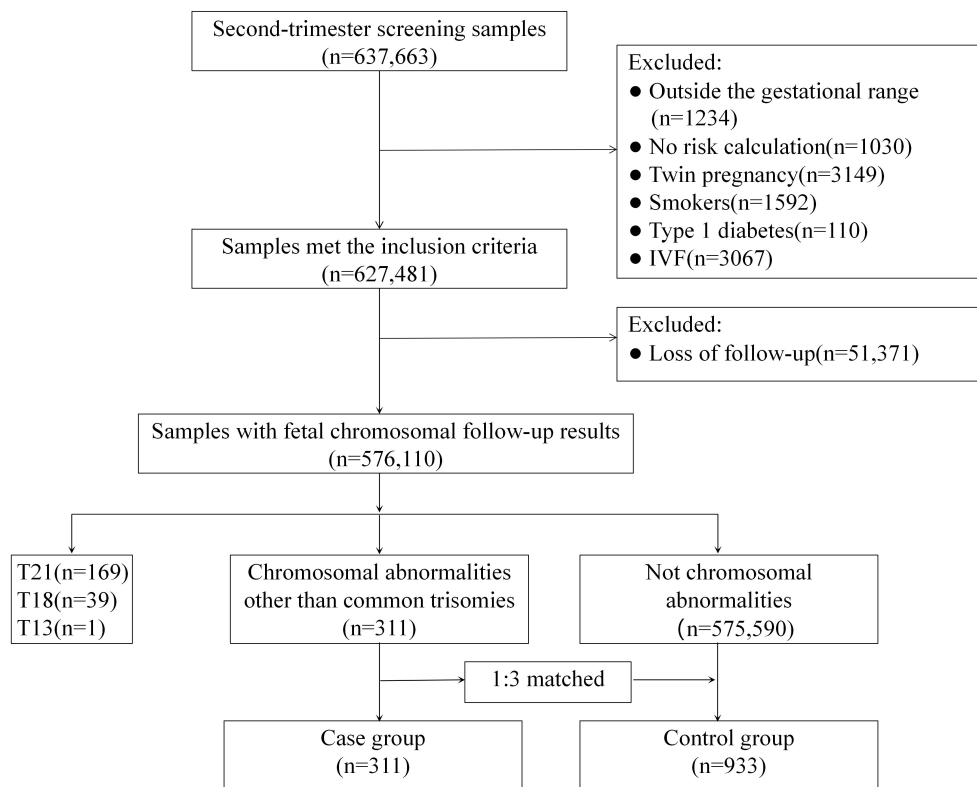 Second-trimester screening samples
(n=637,663)
Excluded:
● Outside the gestational range
(n=1234)
● No risk calculation(n=1030)
● Twin pregnancy(n=3149)
● Smokers(n=1592)
● Type 1 diabetes(n=110)
● IVF(n=3067)
Samples met the inclusion criteria
(n=627,481)
Excluded:
● Loss of follow-up(n=51,371)
Samples with fetal chromosomal follow-up results
(n=576,110)
T21(n=169)
T18(n=39)
T13(n=1)
Chromosomal abnormalities
other than common trisomies
(n=311)
Not chromosomal
abnormalities
（n=575,590)
1:3 matched
Case group
(n=311)
Control group
(n=933)